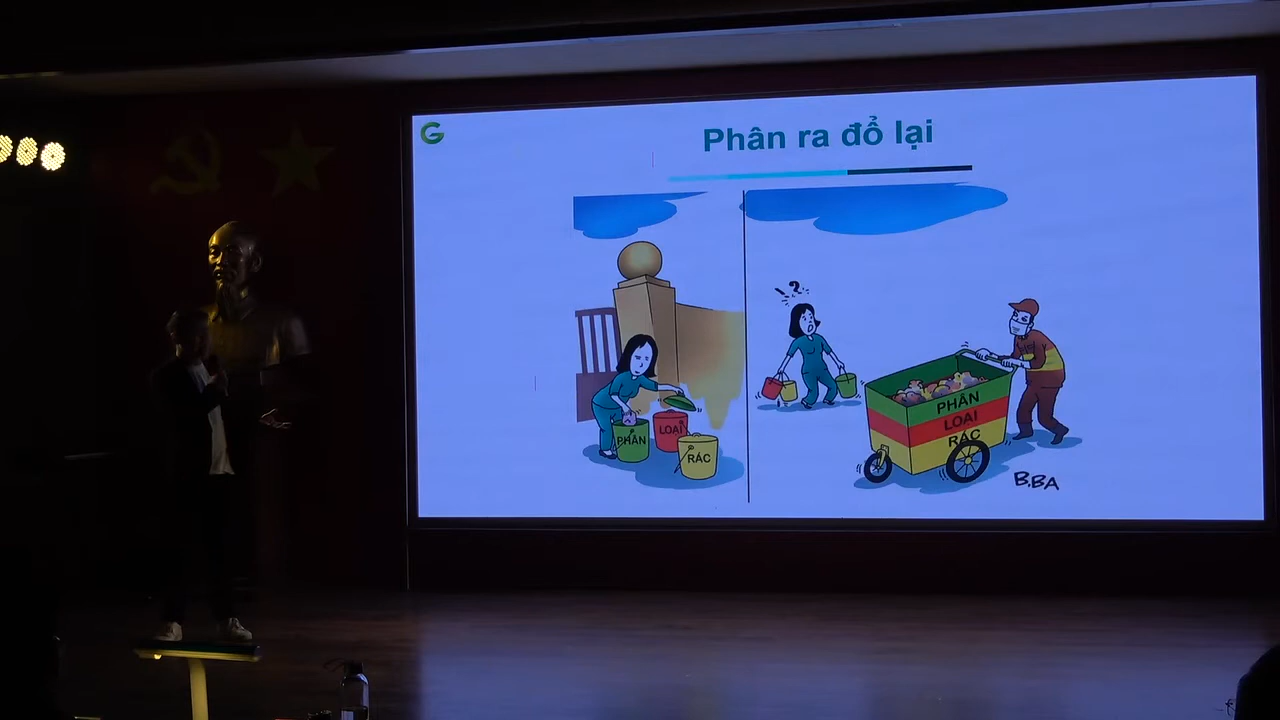 G
Phân ra đổ lại
! ?
PHÂN
LOẠI
RÁC
PHÂN
LOẠI
RÁC
B.BA